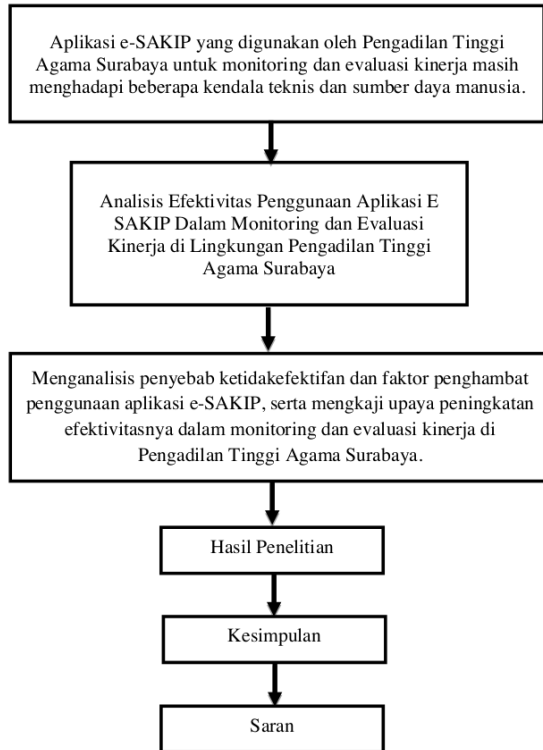 Aplikasi e-SAKIP yang digunakan oleh Pengadilan Tinggi
Agama Surabaya untuk monitoring dan evaluasi kinerja masih
menghadapi beberapa kendala teknis dan sumber daya manusia.
Analisis Efektivitas Penggunaan Aplikasi E
SAKIP Dalam Monitoring dan Evaluasi
Kinerja di Lingkungan Pengadilan Tinggi
Agama Surabaya
Menganalisis penyebab ketidakefektifan dan faktor penghambat
penggunaan aplikasi e-SAKIP, serta mengkaji upaya peningkatan
efektivitasnya dalam monitoring dan evaluasi kinerja di
Pengadilan Tinggi Agama Surabaya.
Hasil Penelitian
Kesimpulan
Saran